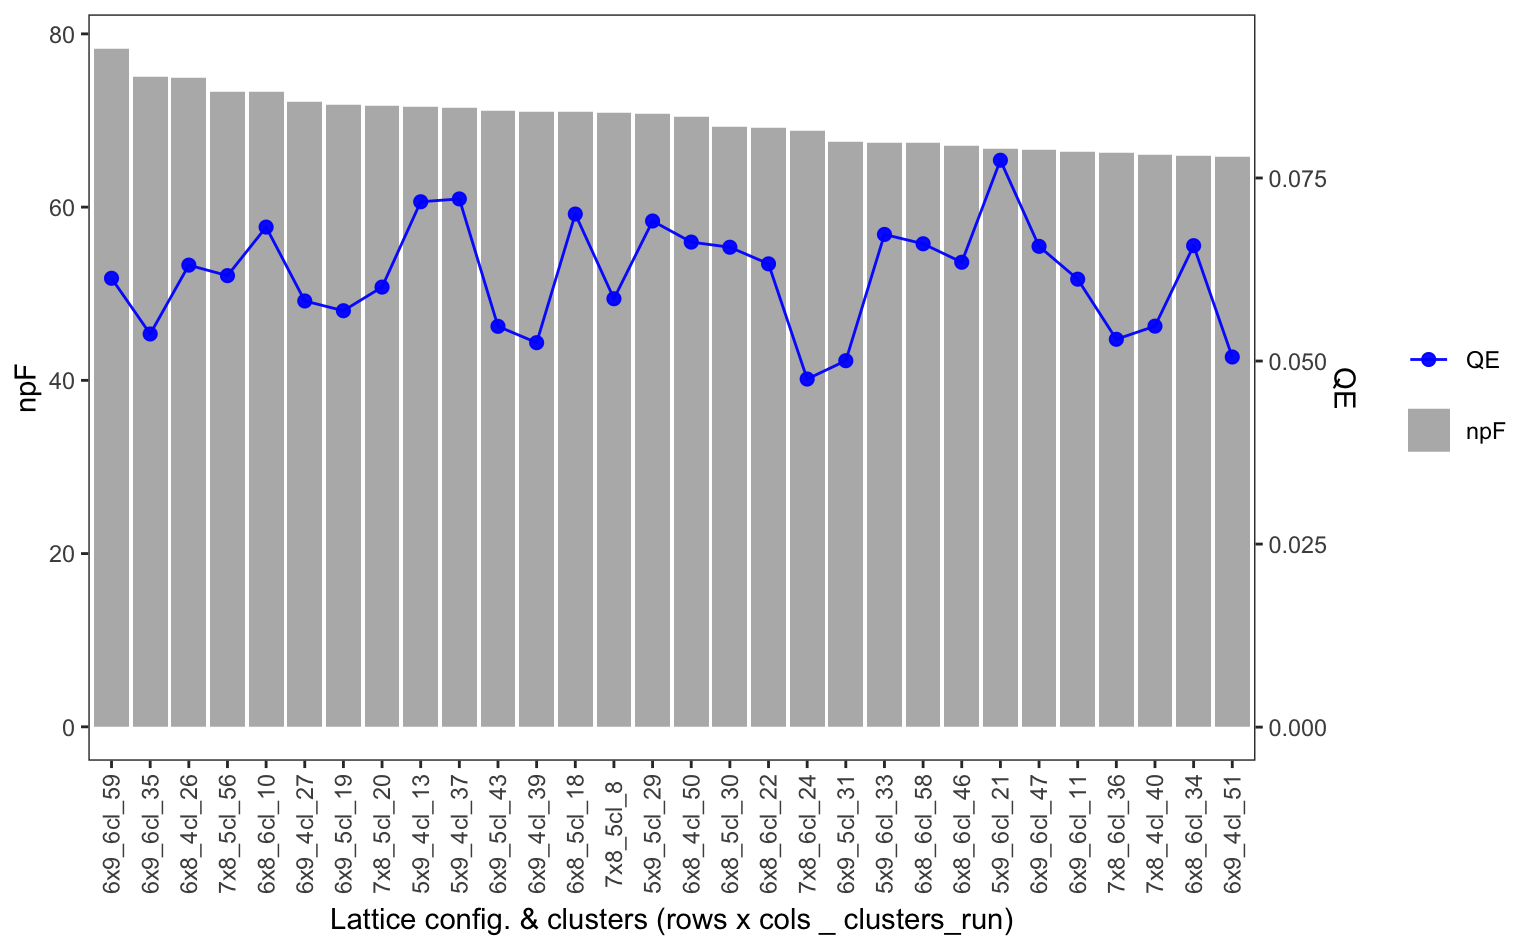 80
60
40
20
0
npF
0.075
0.050
0.025
0.000
QE
QE
npF
6x9_6cl_59
6x9_6cl_35
6x8_4cl_26
7x8_5cl_56
6x8_6cl_10
6x9_4cl_27
6x9_5cl_19
7x8_5cl_20
5x9_4cl_13
5x9_4cl_37
6x9_5cl_43
6x9_4cl_39
6x8_5cl_18
7x8_5cl_8
5x9_5cl_29
6x8_4cl_50
6x8_5cl_30
6x8_6cl_22
7x8_6cl_24
6x9_5cl_31
5x9_6cl_33
6x8_6cl_58
6x8_6cl_46
5x9_6cl_21
6x9_6cl_47
6x9_6cl_11
7x8_6cl_36
7x8_4cl_40
6x8_6cl_34
6x9_4cl_51
Lattice config. & clusters (rows x cols _ clusters_run)